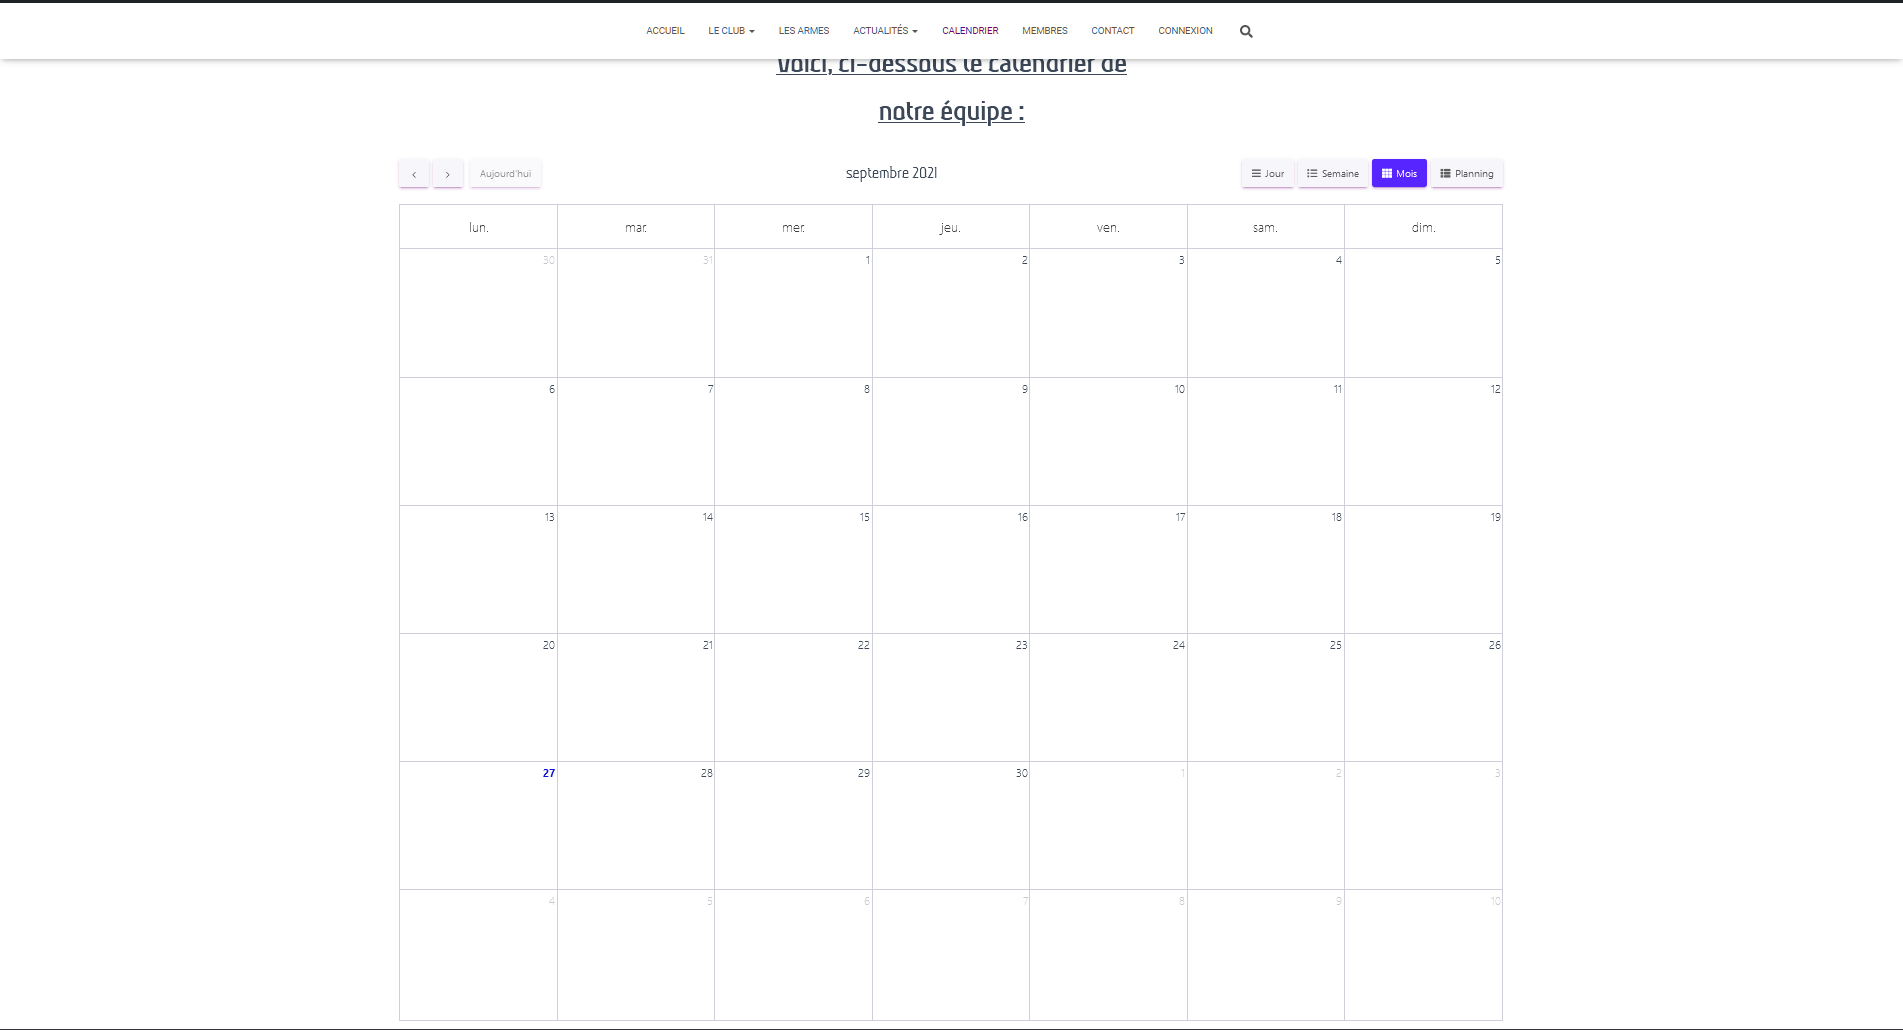 ACCUEIL LE CLUB LES ARMES ACTUALITÉS CALENDRIER MEMBRES CONTACT CONNEXION
Voici, ci-dessous le calendrier de
notre équipe :
‹ › Aujourd'hui septembre 2021 Jour Semaine Mois Planning
lun. mar. mer. jeu. ven. sam. dim.
30 31 1 2 3 4 5
6 7 8 9 10 11 12
13 14 15 16 17 18 19
20 21 22 23 24 25 26
27 28 29 30 1 2 3
4 5 6 7 8 9 10